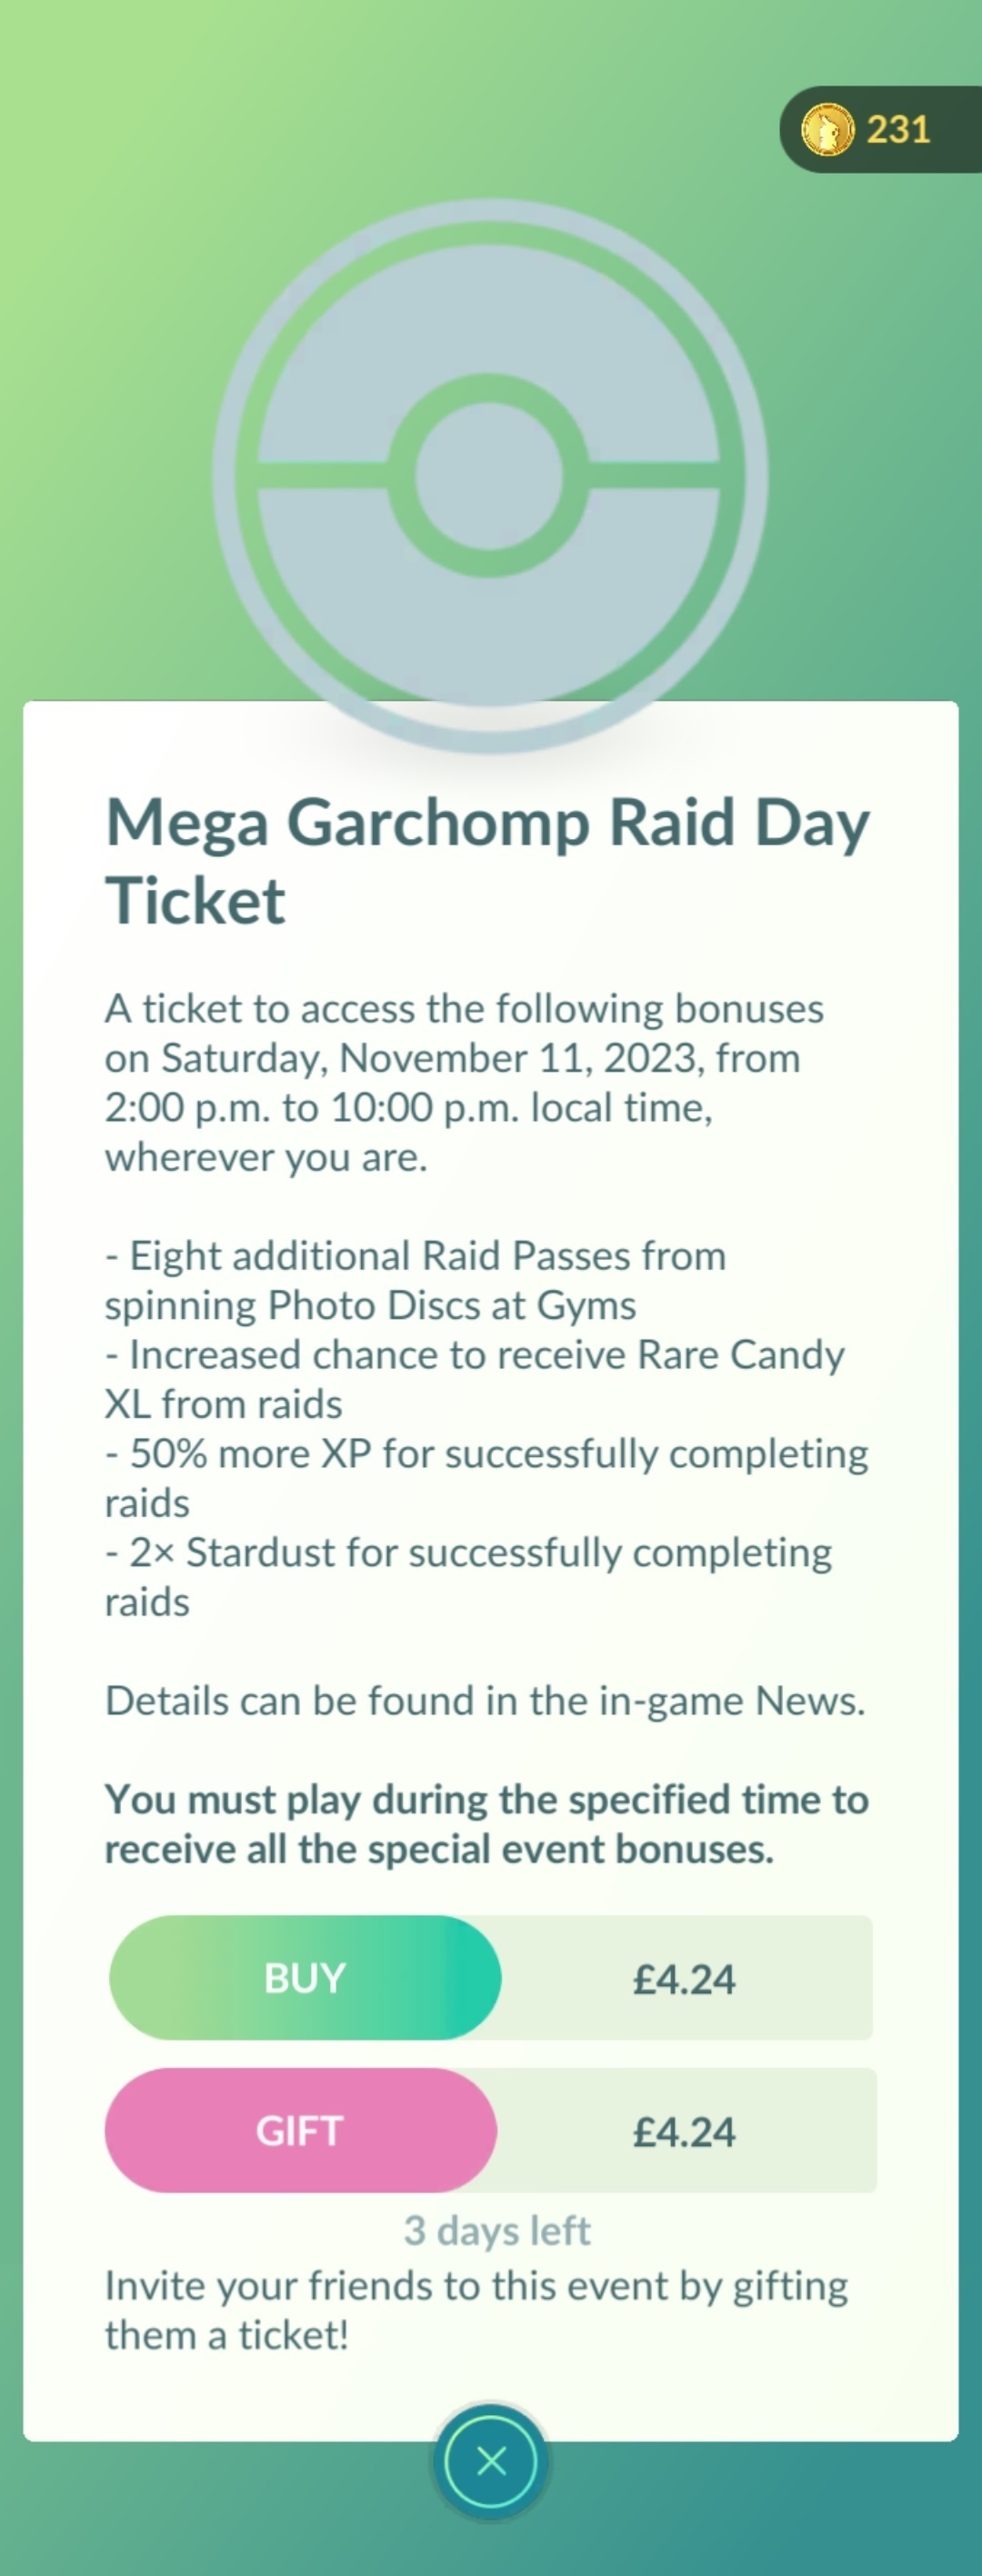 231
Mega Garchomp Raid Day
Ticket
A ticket to access the following bonuses
on Saturday, November 11, 2023, from
2:00 p.m. to 10:00 p.m. local time,
wherever you are.
- Eight additional Raid Passes from
spinning Photo Discs at Gyms
- Increased chance to receive Rare Candy
XL from raids
- 50% more XP for successfully completing
raids
- 2× Stardust for successfully completing
raids
Details can be found in the in-game News.
You must play during the specified time to
receive all the special event bonuses.
BUY £4.24
GIFT £4.24
3 days left
Invite your friends to this event by gifting
them a ticket!